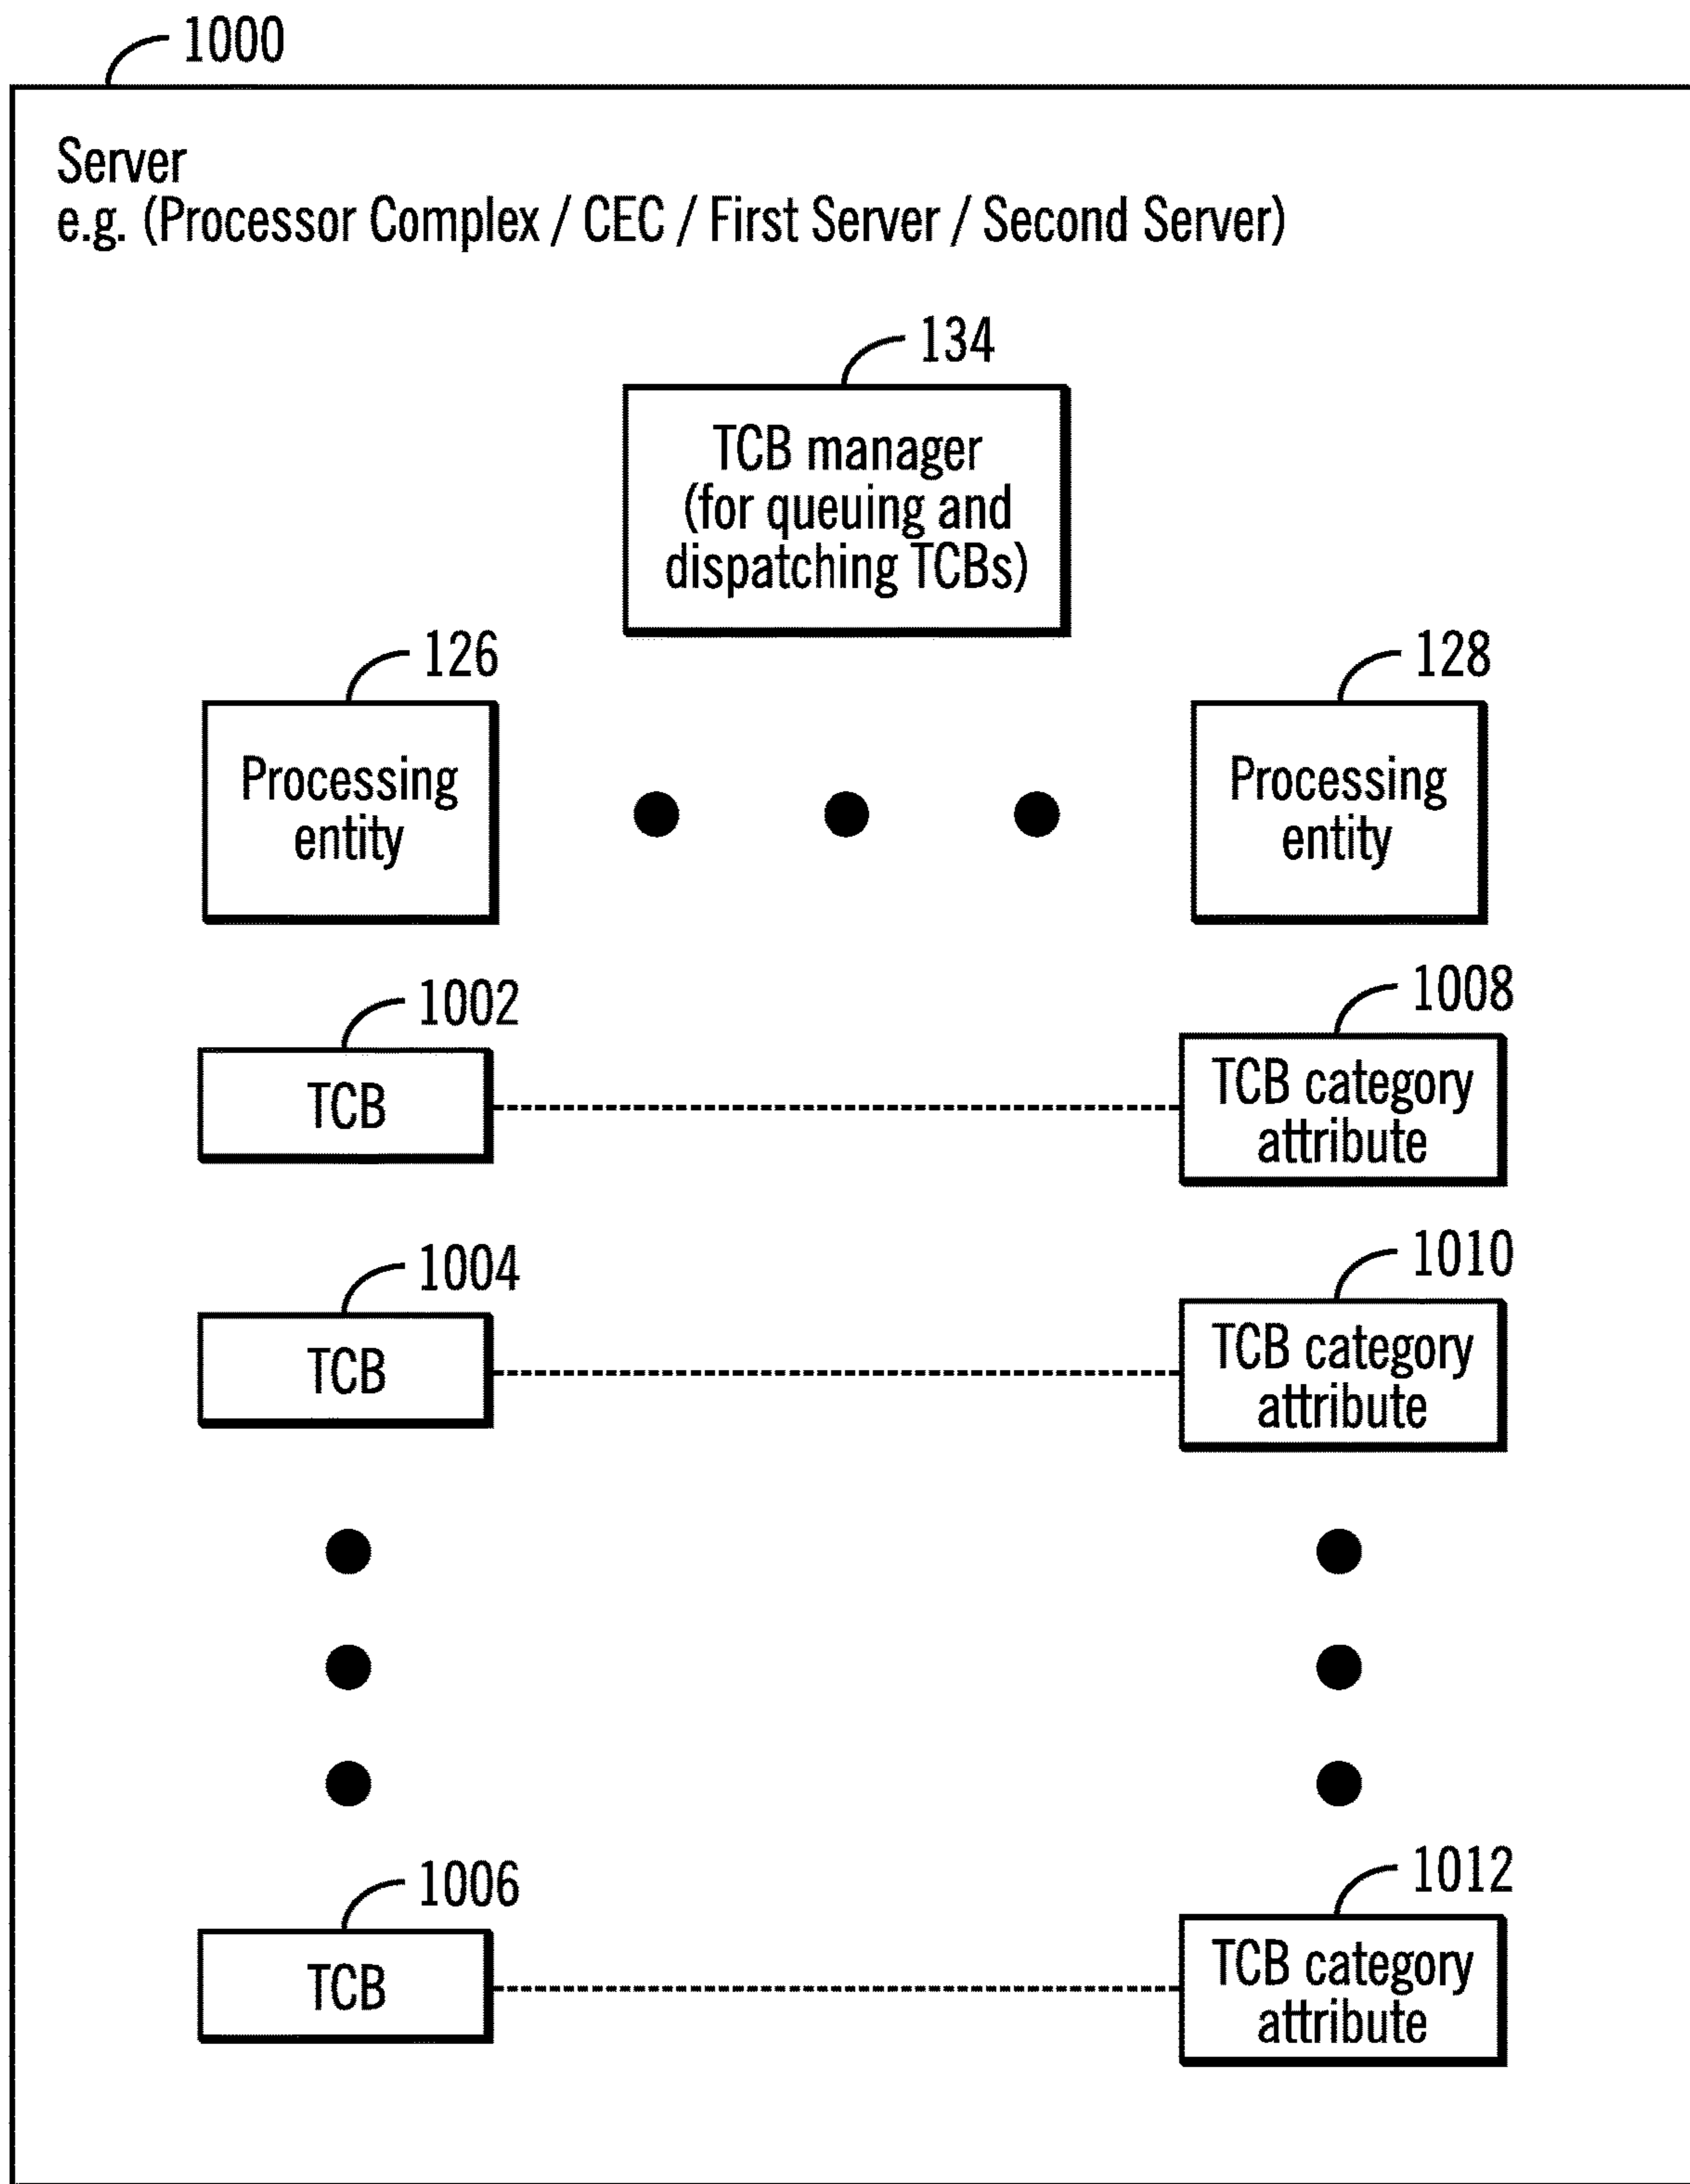 1000
Server
e.g. (Processor Complex / CEC / First Server / Second Server)
134
TCB manager
(for queuing and
dispatching TCBs)
126
128
Processing
entity
Processing
entity
1002
1008
TCB
TCB category
attribute
1004
1010
TCB
TCB category
attribute
1006
1012
TCB
TCB category
attribute